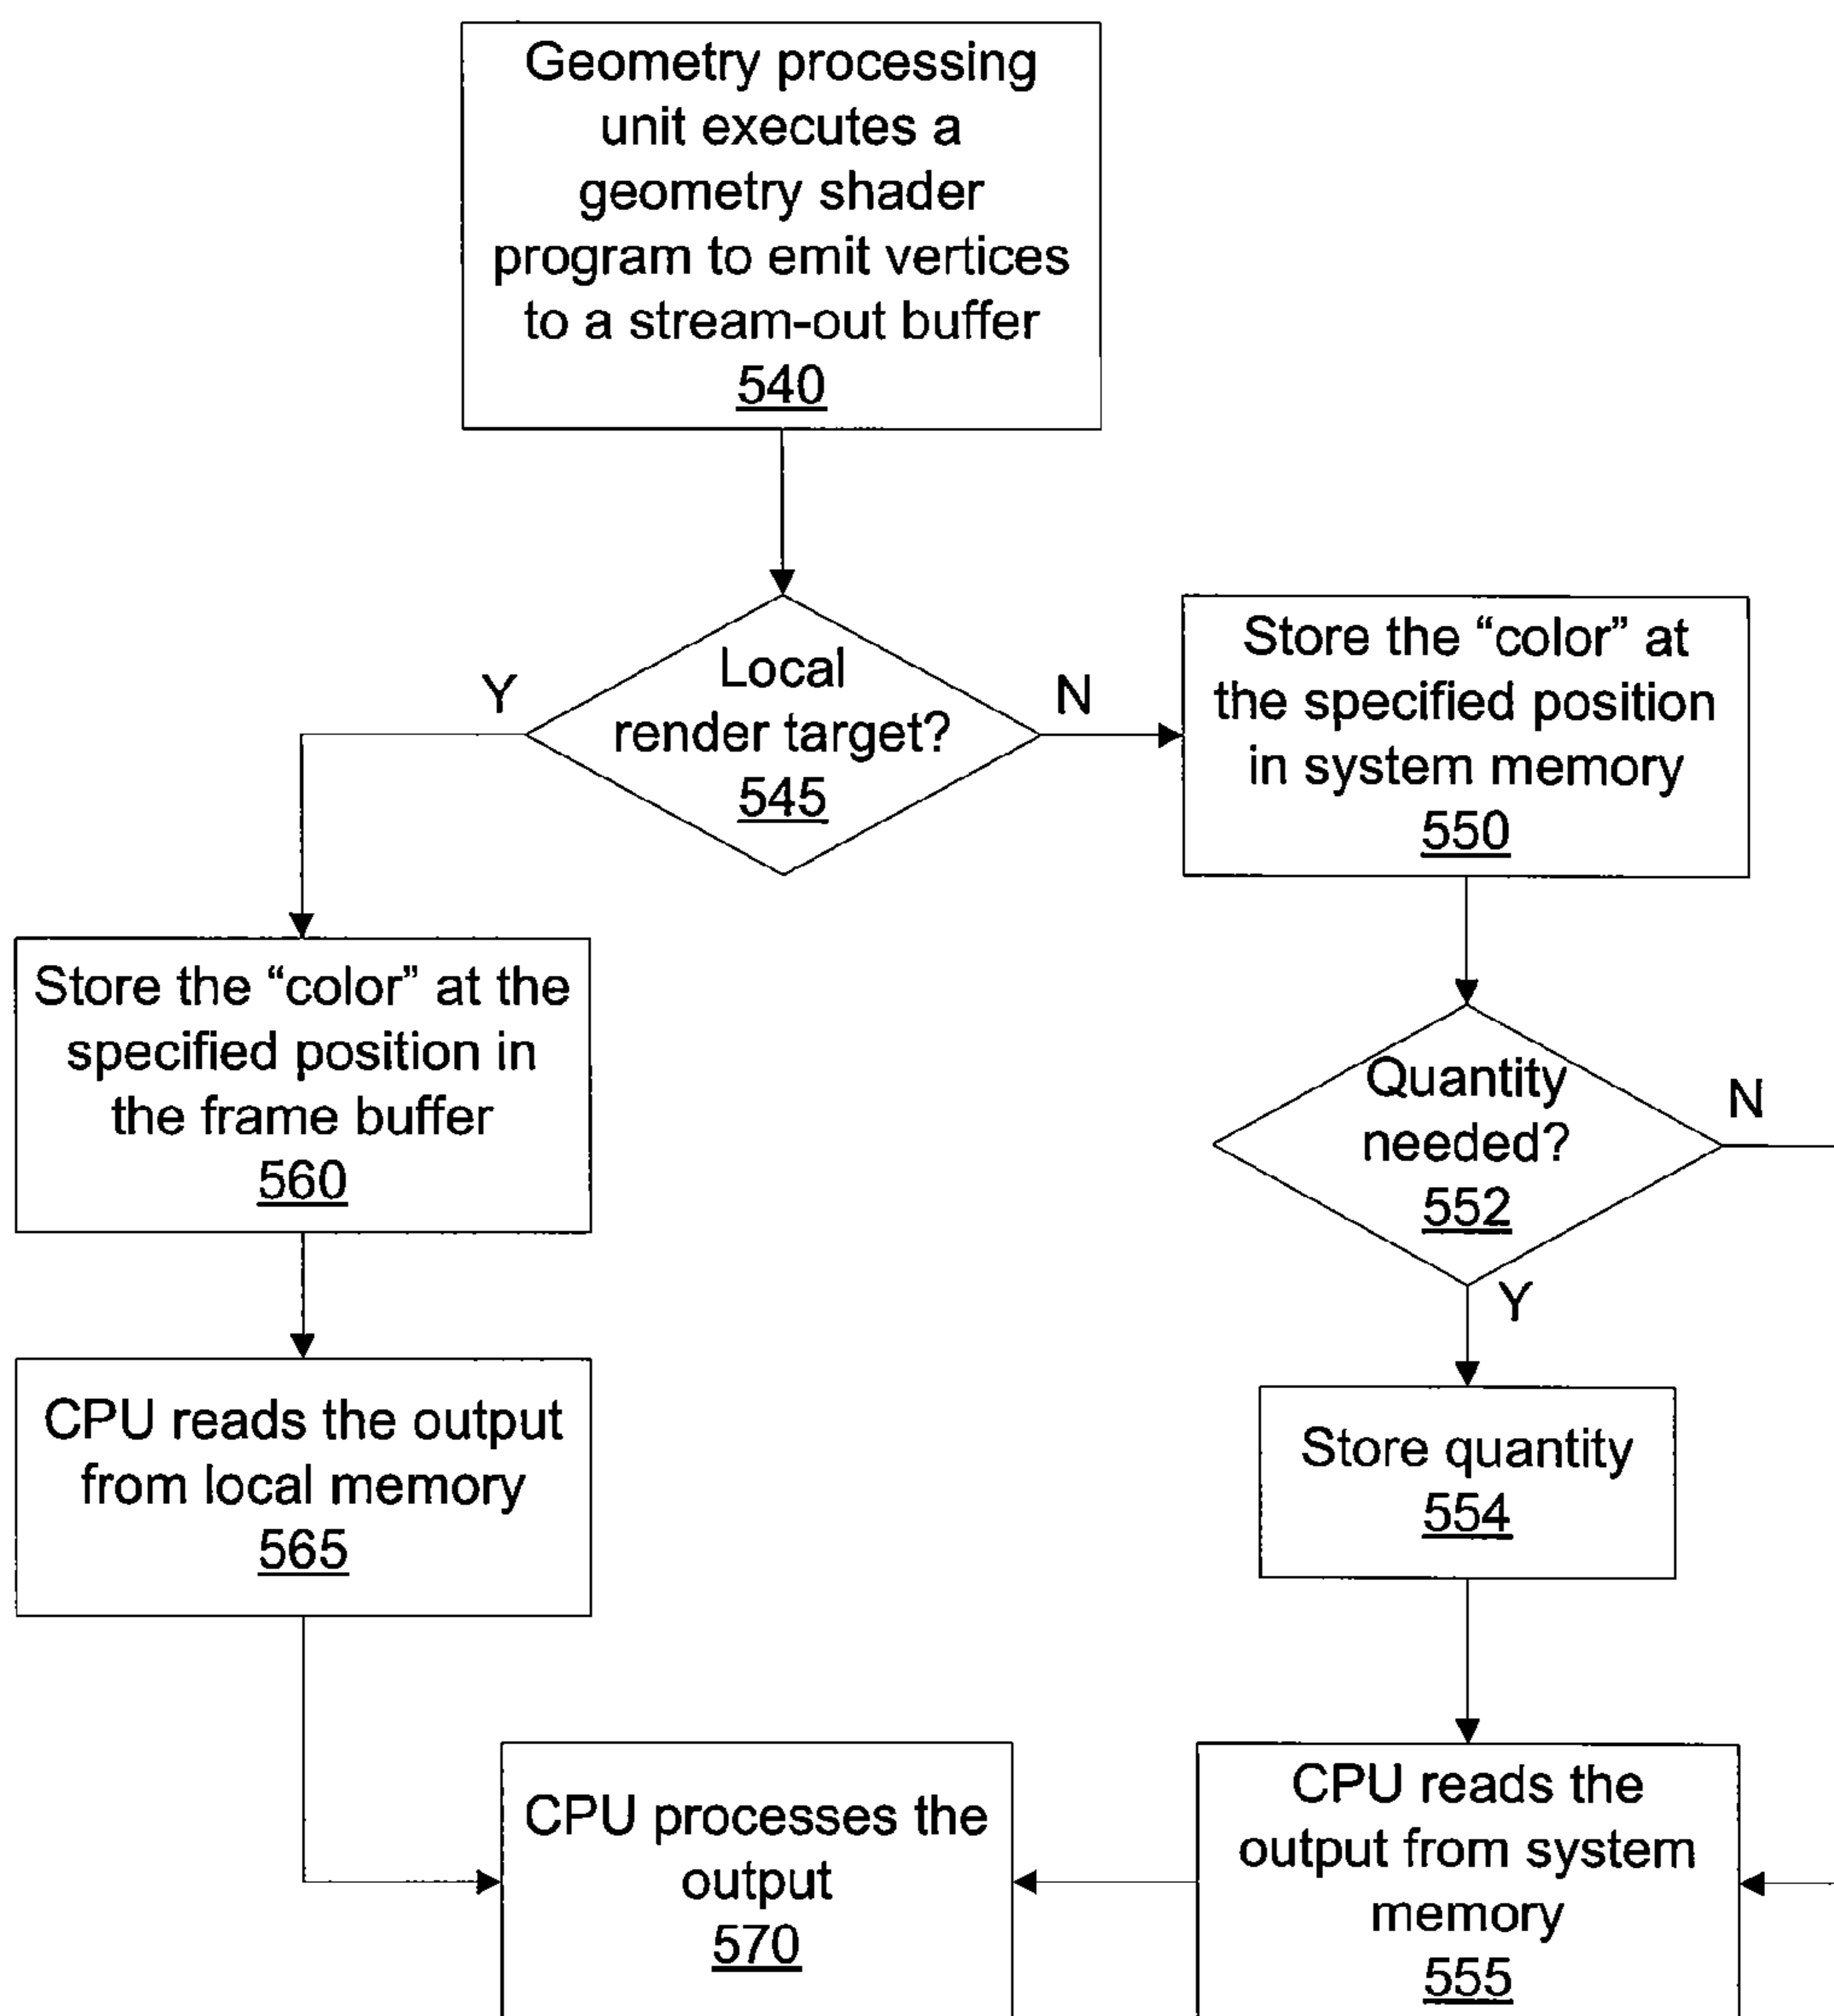 Geometry processing
unit executes a
geometry shader
program to emit vertices
to a stream-out buffer
540
Local
render target?
545
Y
N
Store the “color” at
the specified position
in system memory
550
Store the “color” at the
specified position in
the frame buffer
560
Quantity
needed?
552
N
Y
CPU reads the output
from local memory
565
Store quantity
554
CPU processes the
output
570
CPU reads the
output from system
memory
555